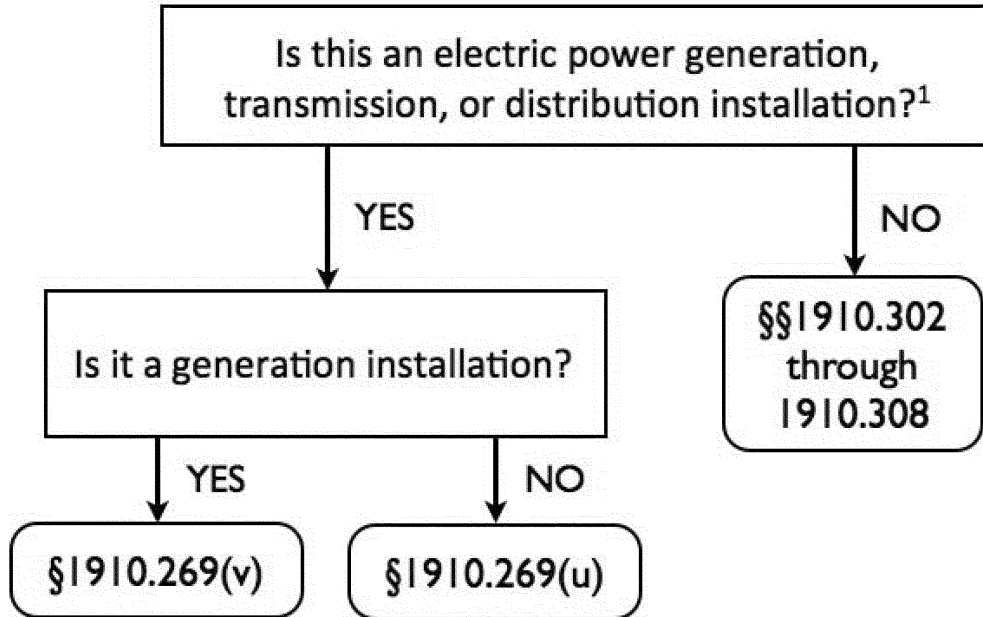 Is this an electric power generation,
transmission, or distribution installation?¹
YES
NO
Is it a generation installation?
§§1910.302
through
1910.308
YES
NO
§1910.269(v)
§1910.269(u)